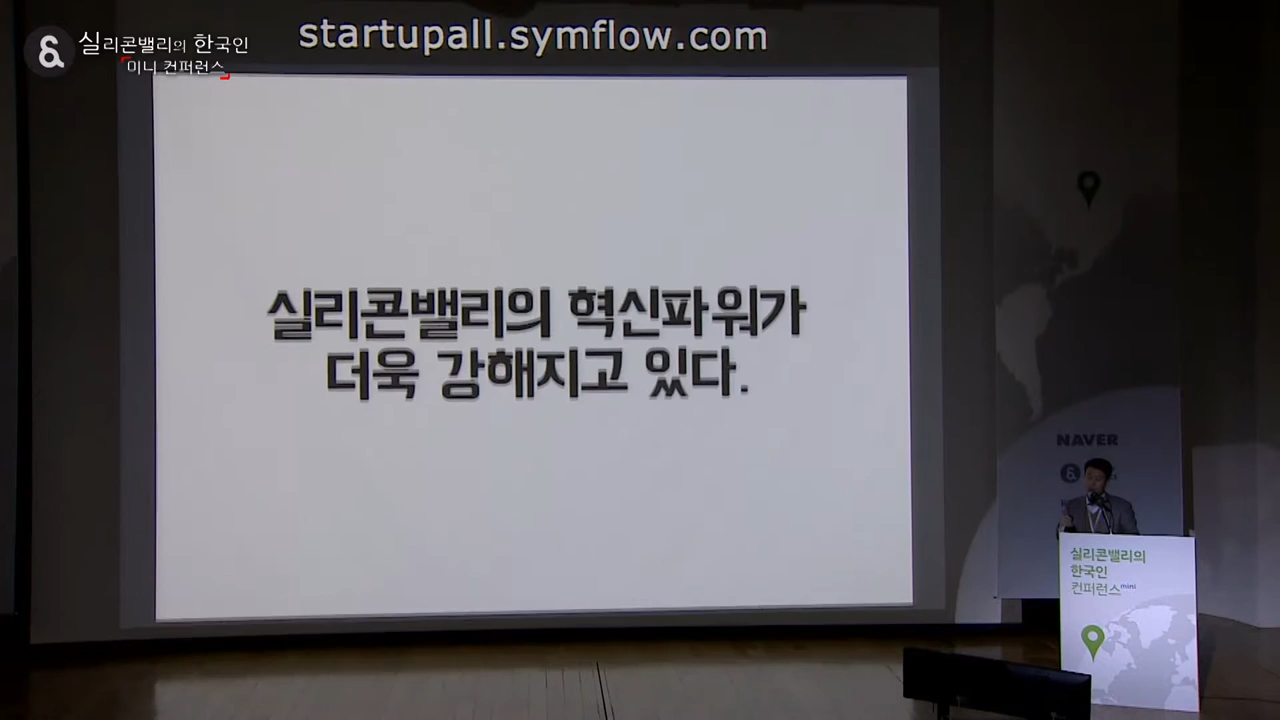 실리콘밸리의 한국인
미니 컨퍼런스
startupall.symflow.com
실리콘밸리의 혁신파워가
더욱 강해지고 있다.
NAVER
실리콘밸리의
한국인
컨퍼런스 mini